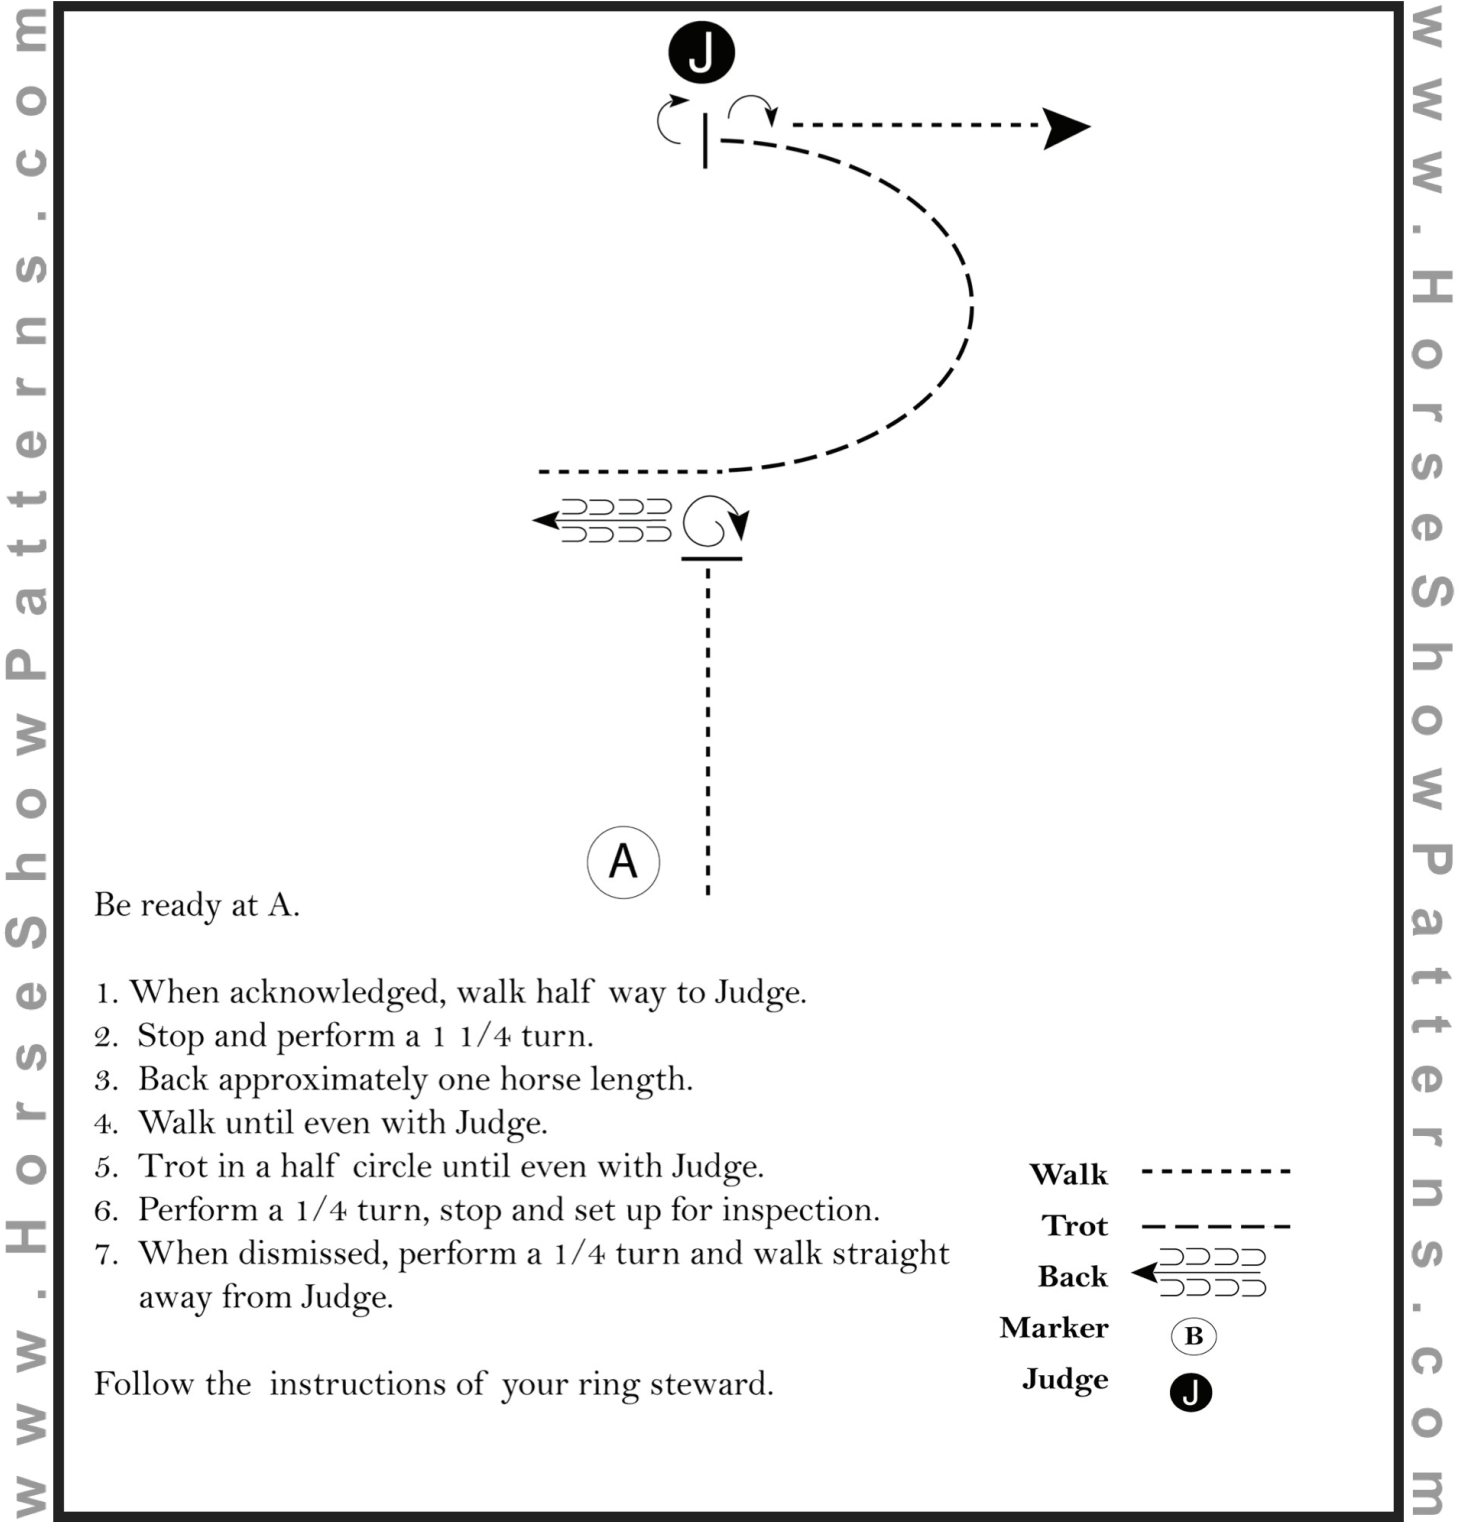 www.HorseShowPatterns.com
J
A
Be ready at A.
1. When acknowledged, walk half way to Judge.
2. Stop and perform a 1 1/4 turn.
3. Back approximately one horse length.
4. Walk until even with Judge.
5. Trot in a half circle until even with Judge.
6. Perform a 1/4 turn, stop and set up for inspection.
7. When dismissed, perform a 1/4 turn and walk straight
away from Judge.
Follow the instructions of your ring steward.
Walk
Trot
Back
Marker B
Judge J
www.HorseShowPatterns.com